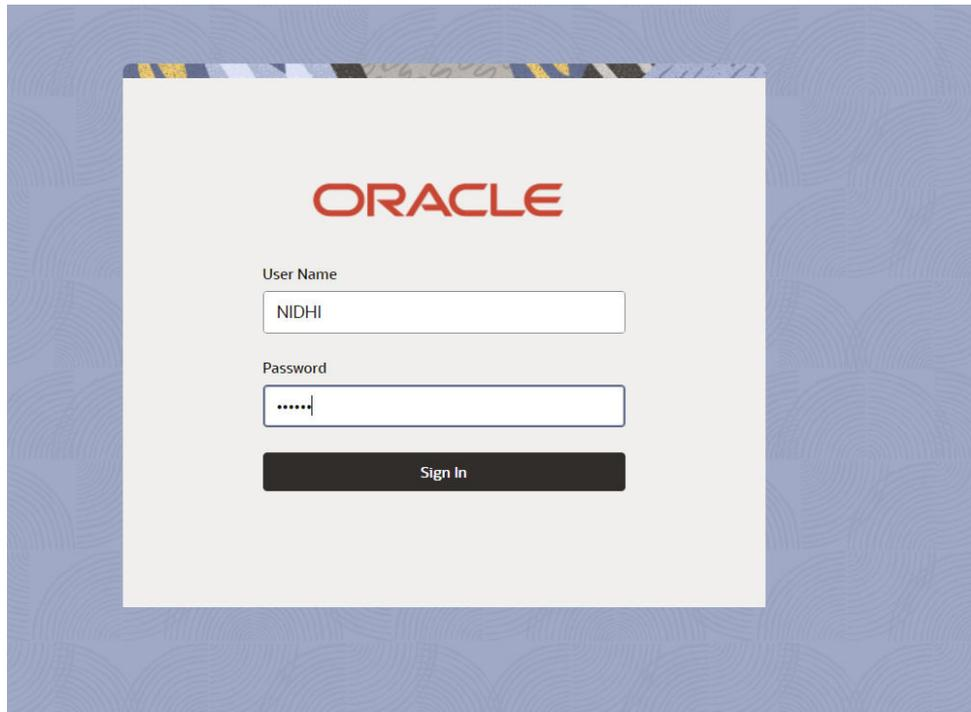 ORACLE
User Name
NIDHI
Password
••••••
Sign In